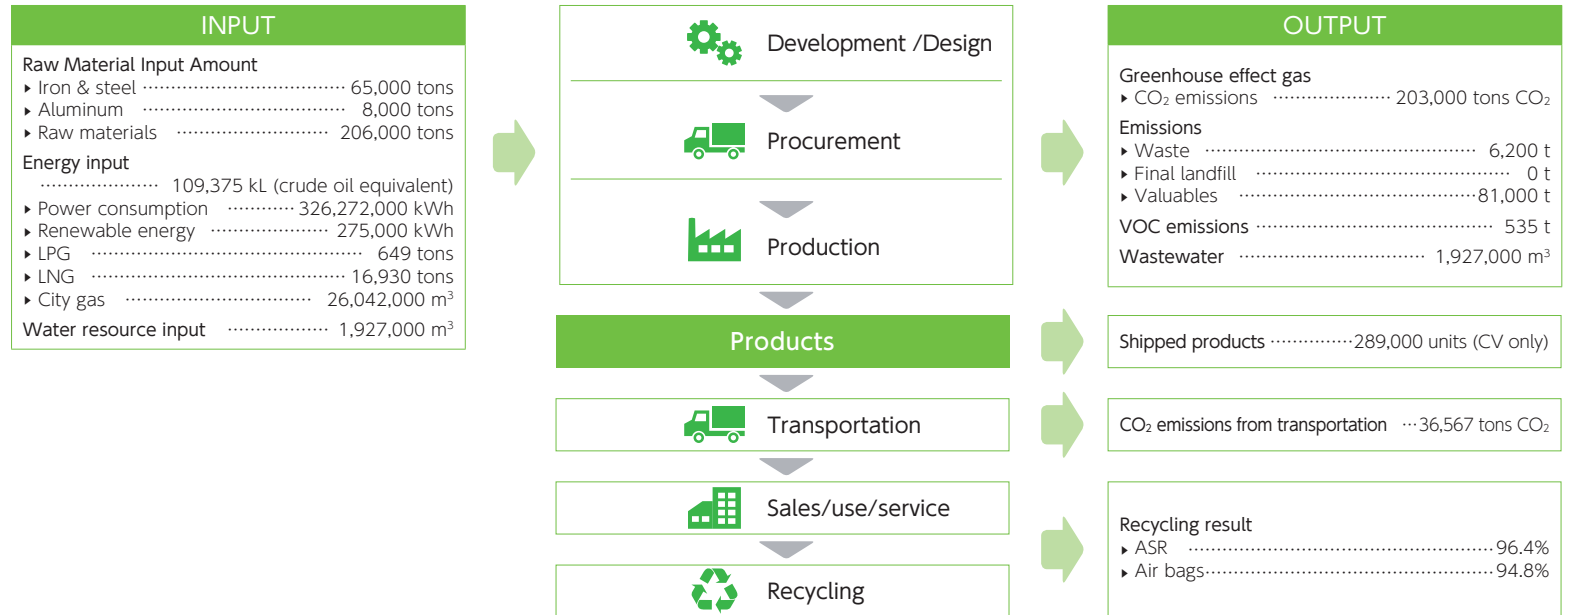 INPUT
Raw Material Input Amount
▸ Iron & steel ·································· 65,000 tons
▸ Aluminum ································ 8,000 tons
▸ Raw materials ·························· 206,000 tons
Energy input
···················· 109,375 kL (crude oil equivalent)
▸ Power consumption ············ 326,272,000 kWh
▸ Renewable energy ················· 275,000 kWh
▸ LPG ·············································· 649 tons
▸ LNG ··········································· 16,930 tons
▸ City gas ································ 26,042,000 m³
Water resource input ················· 1,927,000 m³
Development /Design
Procurement
Production
Products
Transportation
Sales/use/service
Recycling
OUTPUT
Greenhouse effect gas
▸ CO₂ emissions ···················· 203,000 tons CO₂
Emissions
▸ Waste ·············································· 6,200 t
▸ Final landfill ············································· 0 t
▸ Valuables ············································81,000 t
VOC emissions ·········································· 535 t
Wastewater ································ 1,927,000 m³
Shipped products ··············289,000 units (CV only)
CO₂ emissions from transportation ···36,567 tons CO₂
Recycling result
▸ ASR ····················································96.4%
▸ Air bags·················································94.8%